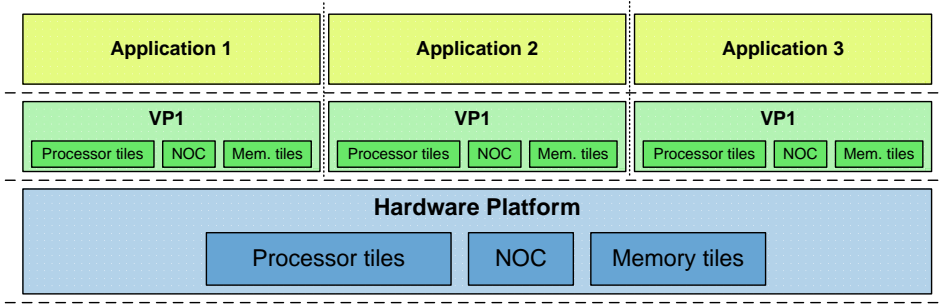 Application 1
Application 2
Application 3
VP1
VP1
VP1
Processor tiles
NOC
Mem. tiles
Processor tiles
NOC
Mem. tiles
Processor tiles
NOC
Mem. tiles
Hardware Platform
Processor tiles
NOC
Memory tiles